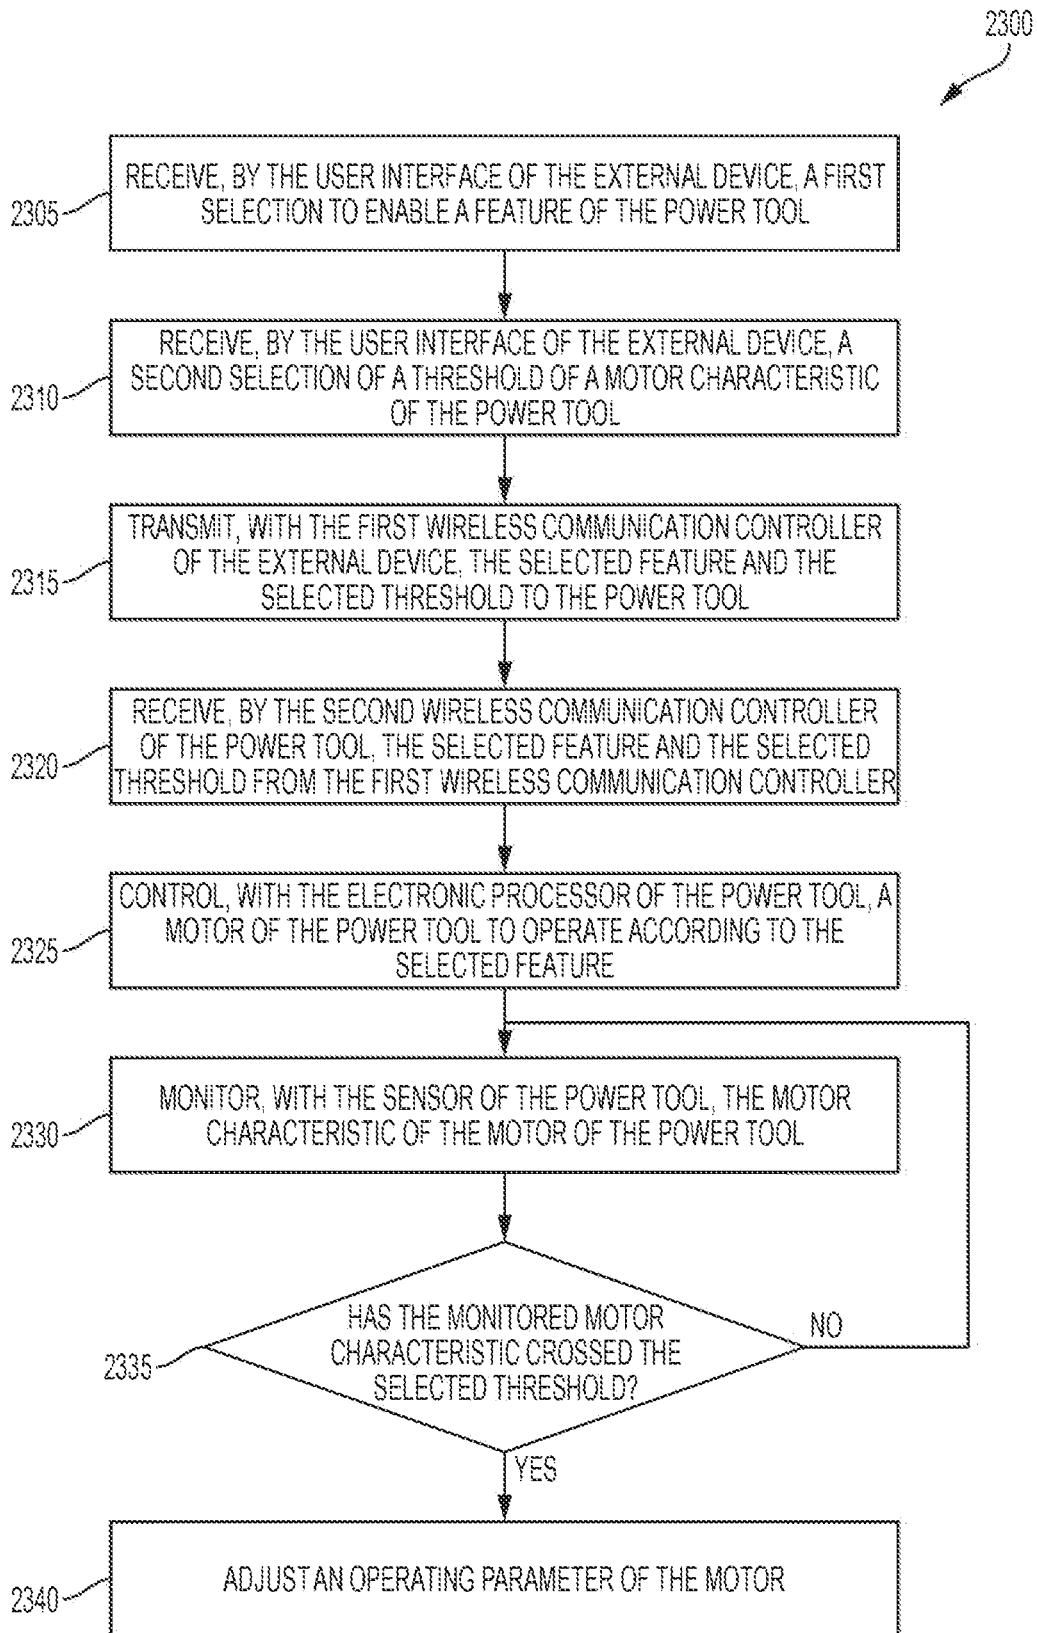 2300
RECEIVE, BY THE USER INTERFACE OF THE EXTERNAL DEVICE, A FIRST
SELECTION TO ENABLE A FEATURE OF THE POWER TOOL
2305
RECEIVE, BY THE USER INTERFACE OF THE EXTERNAL DEVICE, A
SECOND SELECTION OF A THRESHOLD OF A MOTOR CHARACTERISTIC
OF THE POWER TOOL
2310
TRANSMIT, WITH THE FIRST WIRELESS COMMUNICATION CONTROLLER
OF THE EXTERNAL DEVICE, THE SELECTED FEATURE AND THE
SELECTED THRESHOLD TO THE POWER TOOL
2315
RECEIVE, BY THE SECOND WIRELESS COMMUNICATION CONTROLLER
OF THE POWER TOOL, THE SELECTED FEATURE AND THE SELECTED
THRESHOLD FROM THE FIRST WIRELESS COMMUNICATION CONTROLLER
2320
CONTROL, WITH THE ELECTRONIC PROCESSOR OF THE POWER TOOL, A
MOTOR OF THE POWER TOOL TO OPERATE ACCORDING TO THE
SELECTED FEATURE
2325
MONITOR, WITH THE SENSOR OF THE POWER TOOL, THE MOTOR
CHARACTERISTIC OF THE MOTOR OF THE POWER TOOL
2330
HAS THE MONITORED MOTOR
CHARACTERISTIC CROSSED THE
SELECTED THRESHOLD?
NO
2335
YES
ADJUST AN OPERATING PARAMETER OF THE MOTOR
2340